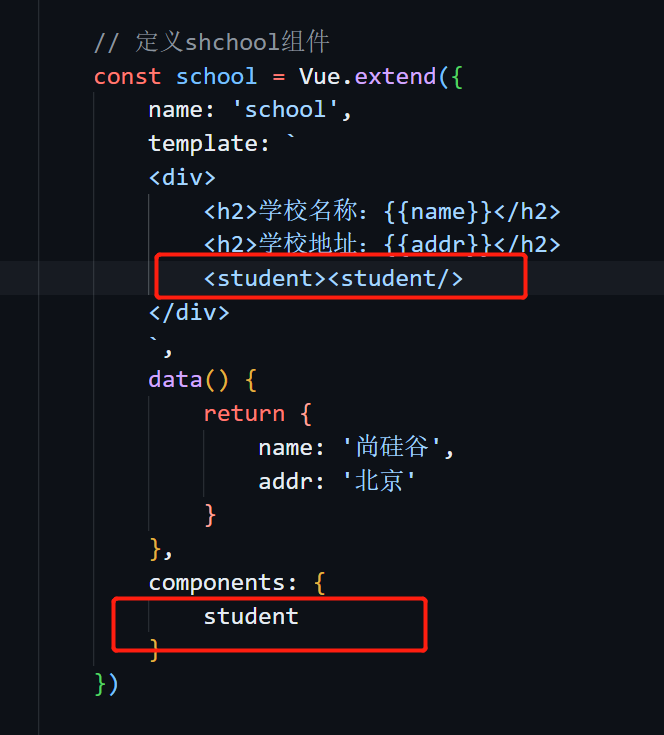 // 定义shchool组件
const school = Vue.extend({
name: 'school',
template: `
<div>
<h2>学校名称：{{name}}</h2>
<h2>学校地址：{{addr}}</h2>
<student><student/>
</div>
`,
data() {
return {
name: '尚硅谷',
addr: '北京'
}
},
components: {
student
}
})